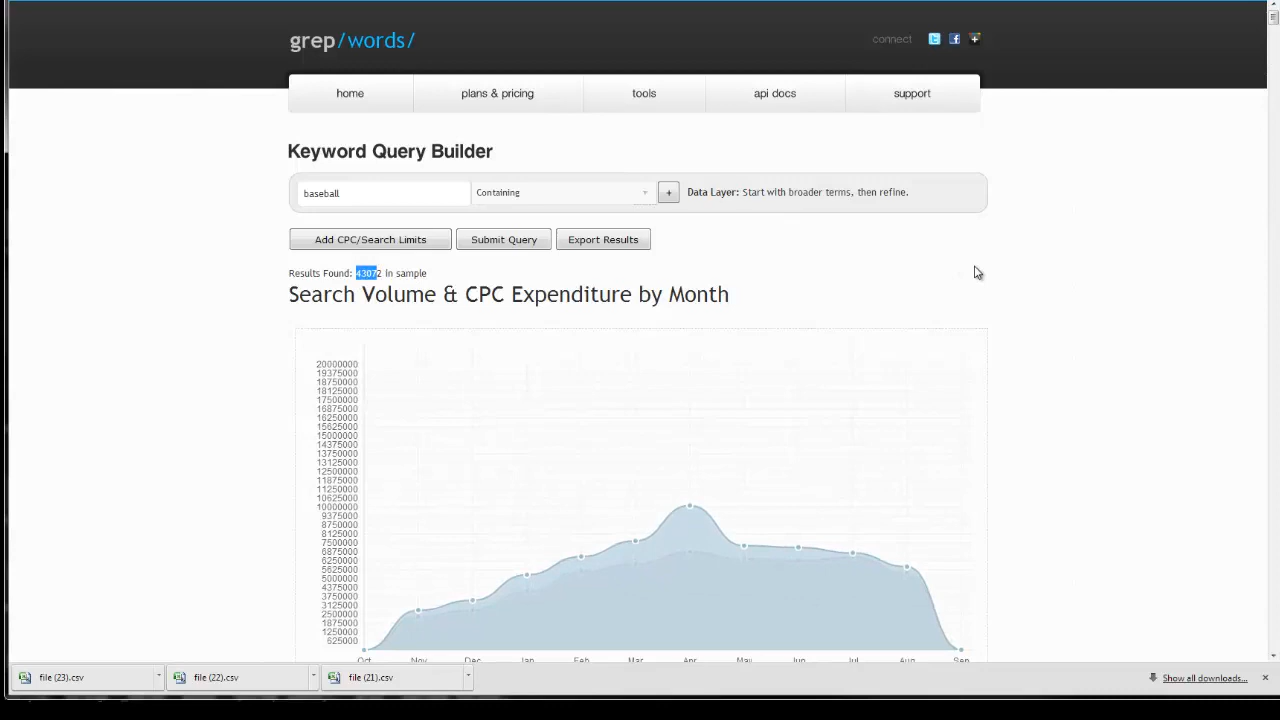 grep/words/
connect
home
plans & pricing
tools
api docs
support
Keyword Query Builder
baseball
Containing
+
Data Layer: Start with broader terms, then refine.
Add CPC/Search Limits
Submit Query
Export Results
Results Found: 43072 in sample
Search Volume & CPC Expenditure by Month
20000000
19375000
18750000
18125000
17500000
16875000
16250000
15625000
15000000
14375000
13750000
13125000
12500000
11875000
11250000
10625000
10000000
9375000
8750000
8125000
7500000
6875000
6250000
5625000
5000000
4375000
3750000
3125000
2500000
1875000
1250000
625000
Oct
Nov
Dec
Jan
Feb
Mar
Apr
May
Jun
Jul
Aug
Sep
file (23).csv
file (22).csv
file (21).csv
Show all downloads...